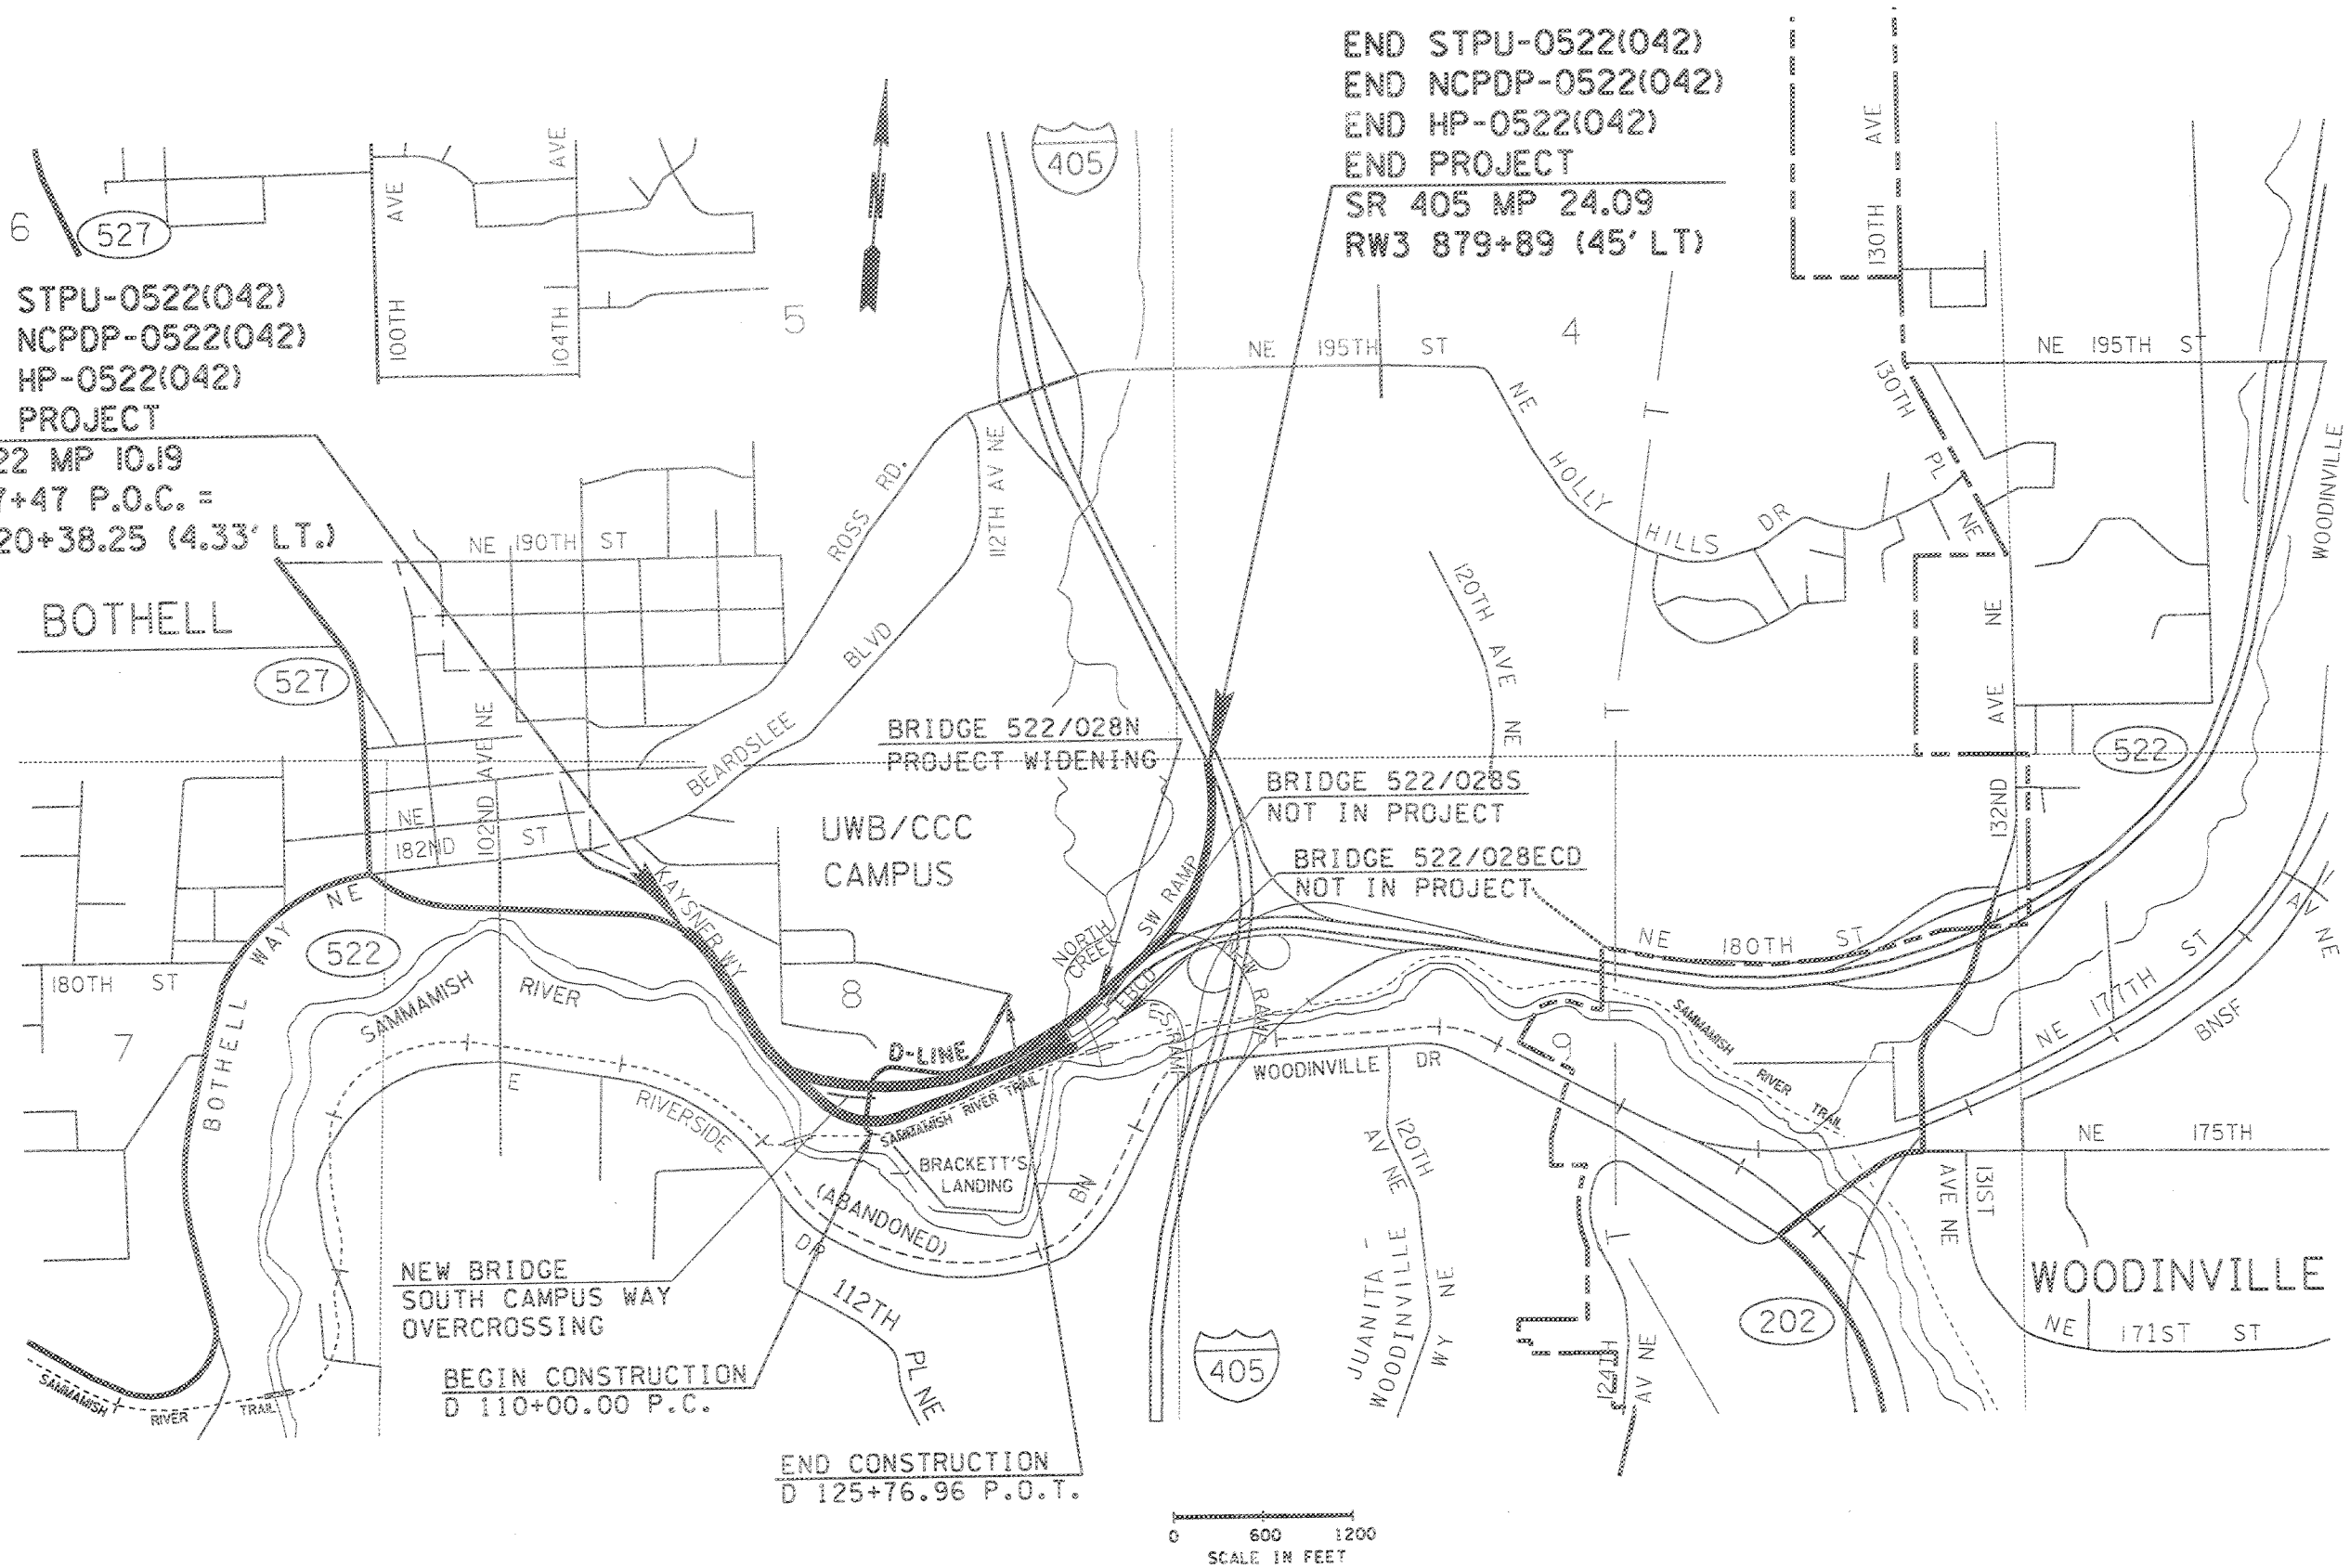 END STPU-0522(042)
END NCPDP-0522(042)
END HP-0522(042)
END PROJECT
SR 405 MP 24.09
RW3 879+89 (45' LT)
405
6
527
100TH AVE
104TH AVE
5
STPU-0522(042)
NCPDP-0522(042)
HP-0522(042)
PROJECT
22 MP 10.19
7+47 P.O.C. =
20+38.25 (4.33' LT.)
130TH AVE
130TH AVE
NE 195TH ST
4
T
NE 195TH ST
130TH PL NE
WOODINVILLE
NE HOLLY HILLS DR
ROSS RD.
112TH AV NE
NE 190TH ST
BOTHELL
527
BEARDSLEE BLVD
120TH AVE NE
T
132ND AVE NE
522
BRIDGE 522/028N
PROJECT WIDENING
BRIDGE 522/028S
NOT IN PROJECT
BRIDGE 522/028ECD
NOT IN PROJECT
NE 182ND ST
102ND AVE NE
UWB/CCC
CAMPUS
KAYSNER WY
NORTH CREEK
SW RAMP
EBCD
RAMP
BOTHELL WAY NE
522
180TH ST
7
SAMMAMISH RIVER
8
D-LINE
SAMMAMISH RIVER TRAIL
NE 180TH ST
SAMMAMISH RIVER TRAIL
9
WOODINVILLE DR
NE 177TH ST
BNSF
AV NE
E RIVERSIDE DR
BRACKETT'S
LANDING
(ABANDONED)
BN
NE 175TH
131ST AVE NE
120TH AV NE
JUANITA -
WOODINVILLE WY NE
T
124TH AV NE
WOODINVILLE
202
NE 171ST ST
NEW BRIDGE
SOUTH CAMPUS WAY
OVERCROSSING
112TH PL NE
BEGIN CONSTRUCTION
D 110+00.00 P.C.
405
SAMMAMISH RIVER TRAIL
END CONSTRUCTION
D 125+76.96 P.O.T.
0 600 1200
SCALE IN FEET